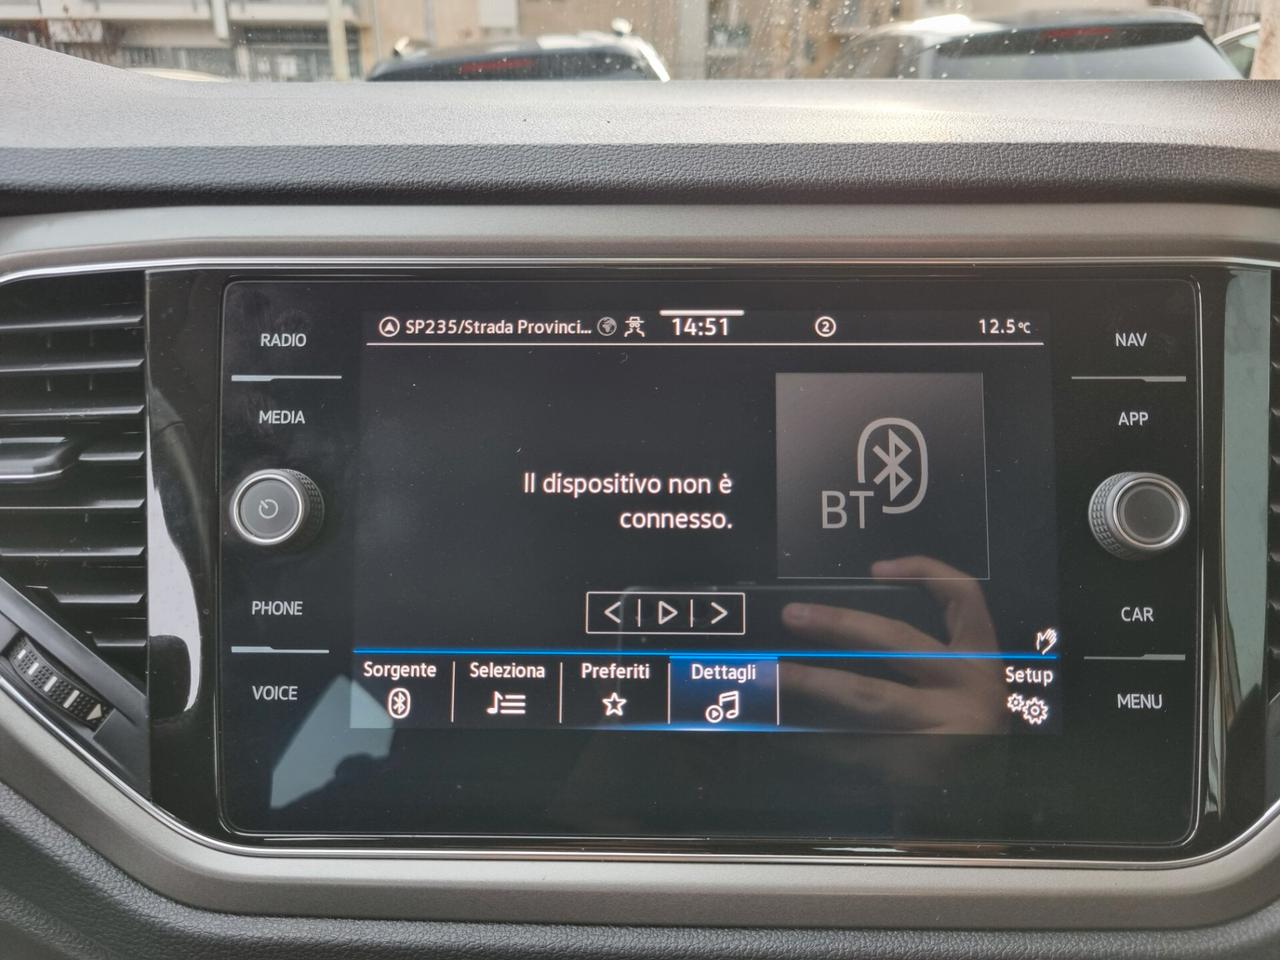 RADIO
MEDIA
PHONE
VOICE
SP235/Strada Provinci...
14:51
2
12.5°C
Il dispositivo non è
connesso.
BT
Sorgente
Seleziona
Preferiti
Dettagli
Setup
NAV
APP
CAR
MENU